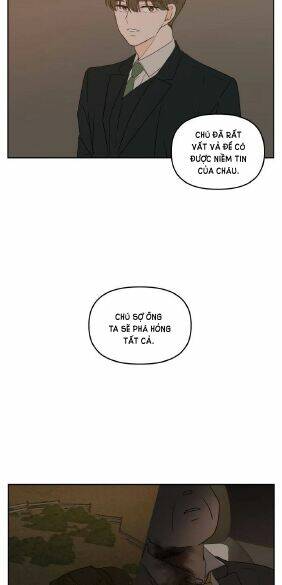 CHÚ ĐÃ RẤT
VẤT VẢ ĐỂ CÓ
ĐƯỢC NIỀM TIN
CỦA CHÁU.
CHÚ SỢ ÔNG
TA SẼ PHÁ HỎNG
TẤT CẢ.